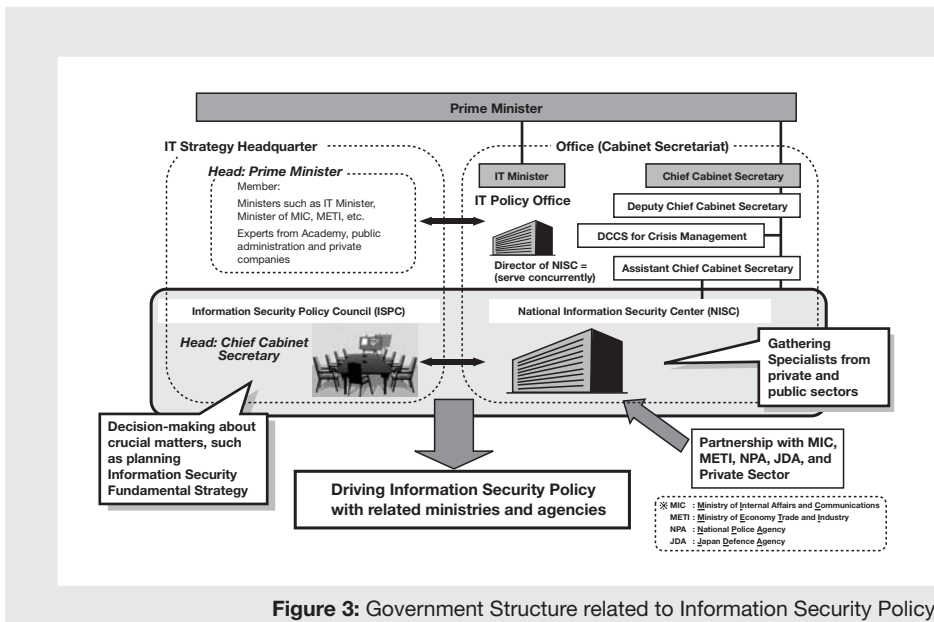 Prime Minister
IT Strategy Headquarter
Head: Prime Minister
Member:
Ministers such as IT Minister,
Minister of MIC, METI, etc.
Experts from Academy, public
administration and private
companies
Office (Cabinet Secretariat)
IT Minister
IT Policy Office
Director of NISC =
(serve concurrently)
Chief Cabinet Secretary
Deputy Chief Cabinet Secretary
DCCS for Crisis Management
Assistant Chief Cabinet Secretary
Information Security Policy Council (ISPC)
Head: Chief Cabinet
Secretary
National Information Security Center (NISC)
Gathering
Specialists from
private and
public sectors
Decision-making about
crucial matters, such
as planning
Information Security
Fundamental Strategy
Driving Information Security Policy
with related ministries and agencies
Partnership with MIC,
METI, NPA, JDA, and
Private Sector
※ MIC : Ministry of Internal Affairs and Communications
METI : Ministry of Economy Trade and Industry
NPA : National Police Agency
JDA : Japan Defence Agency
Figure 3: Government Structure related to Information Security Policy